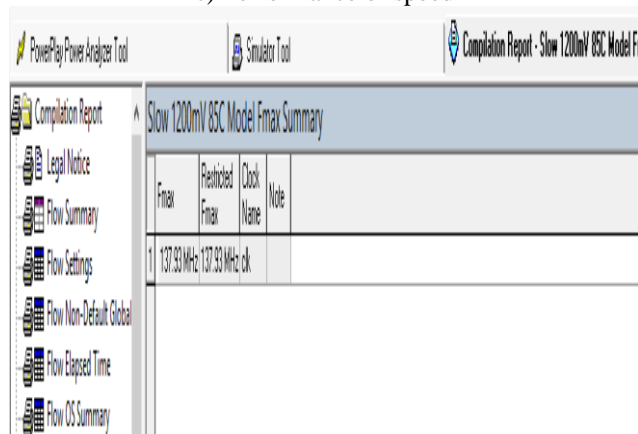 PowerPlay Power Analyzer Tool
Simulator Tool
Compilation Report - Slow 1200mV 85C Model
Compilation Report
Legal Notice
Flow Summary
Flow Settings
Flow Non-Default Global
Flow Elapsed Time
Flow OS Summary
Slow 1200mV 85C Model Fmax Summary
Fmax
Restricted Fmax
Clock Name
Note
1 137.93 MHz 137.93 MHz clk